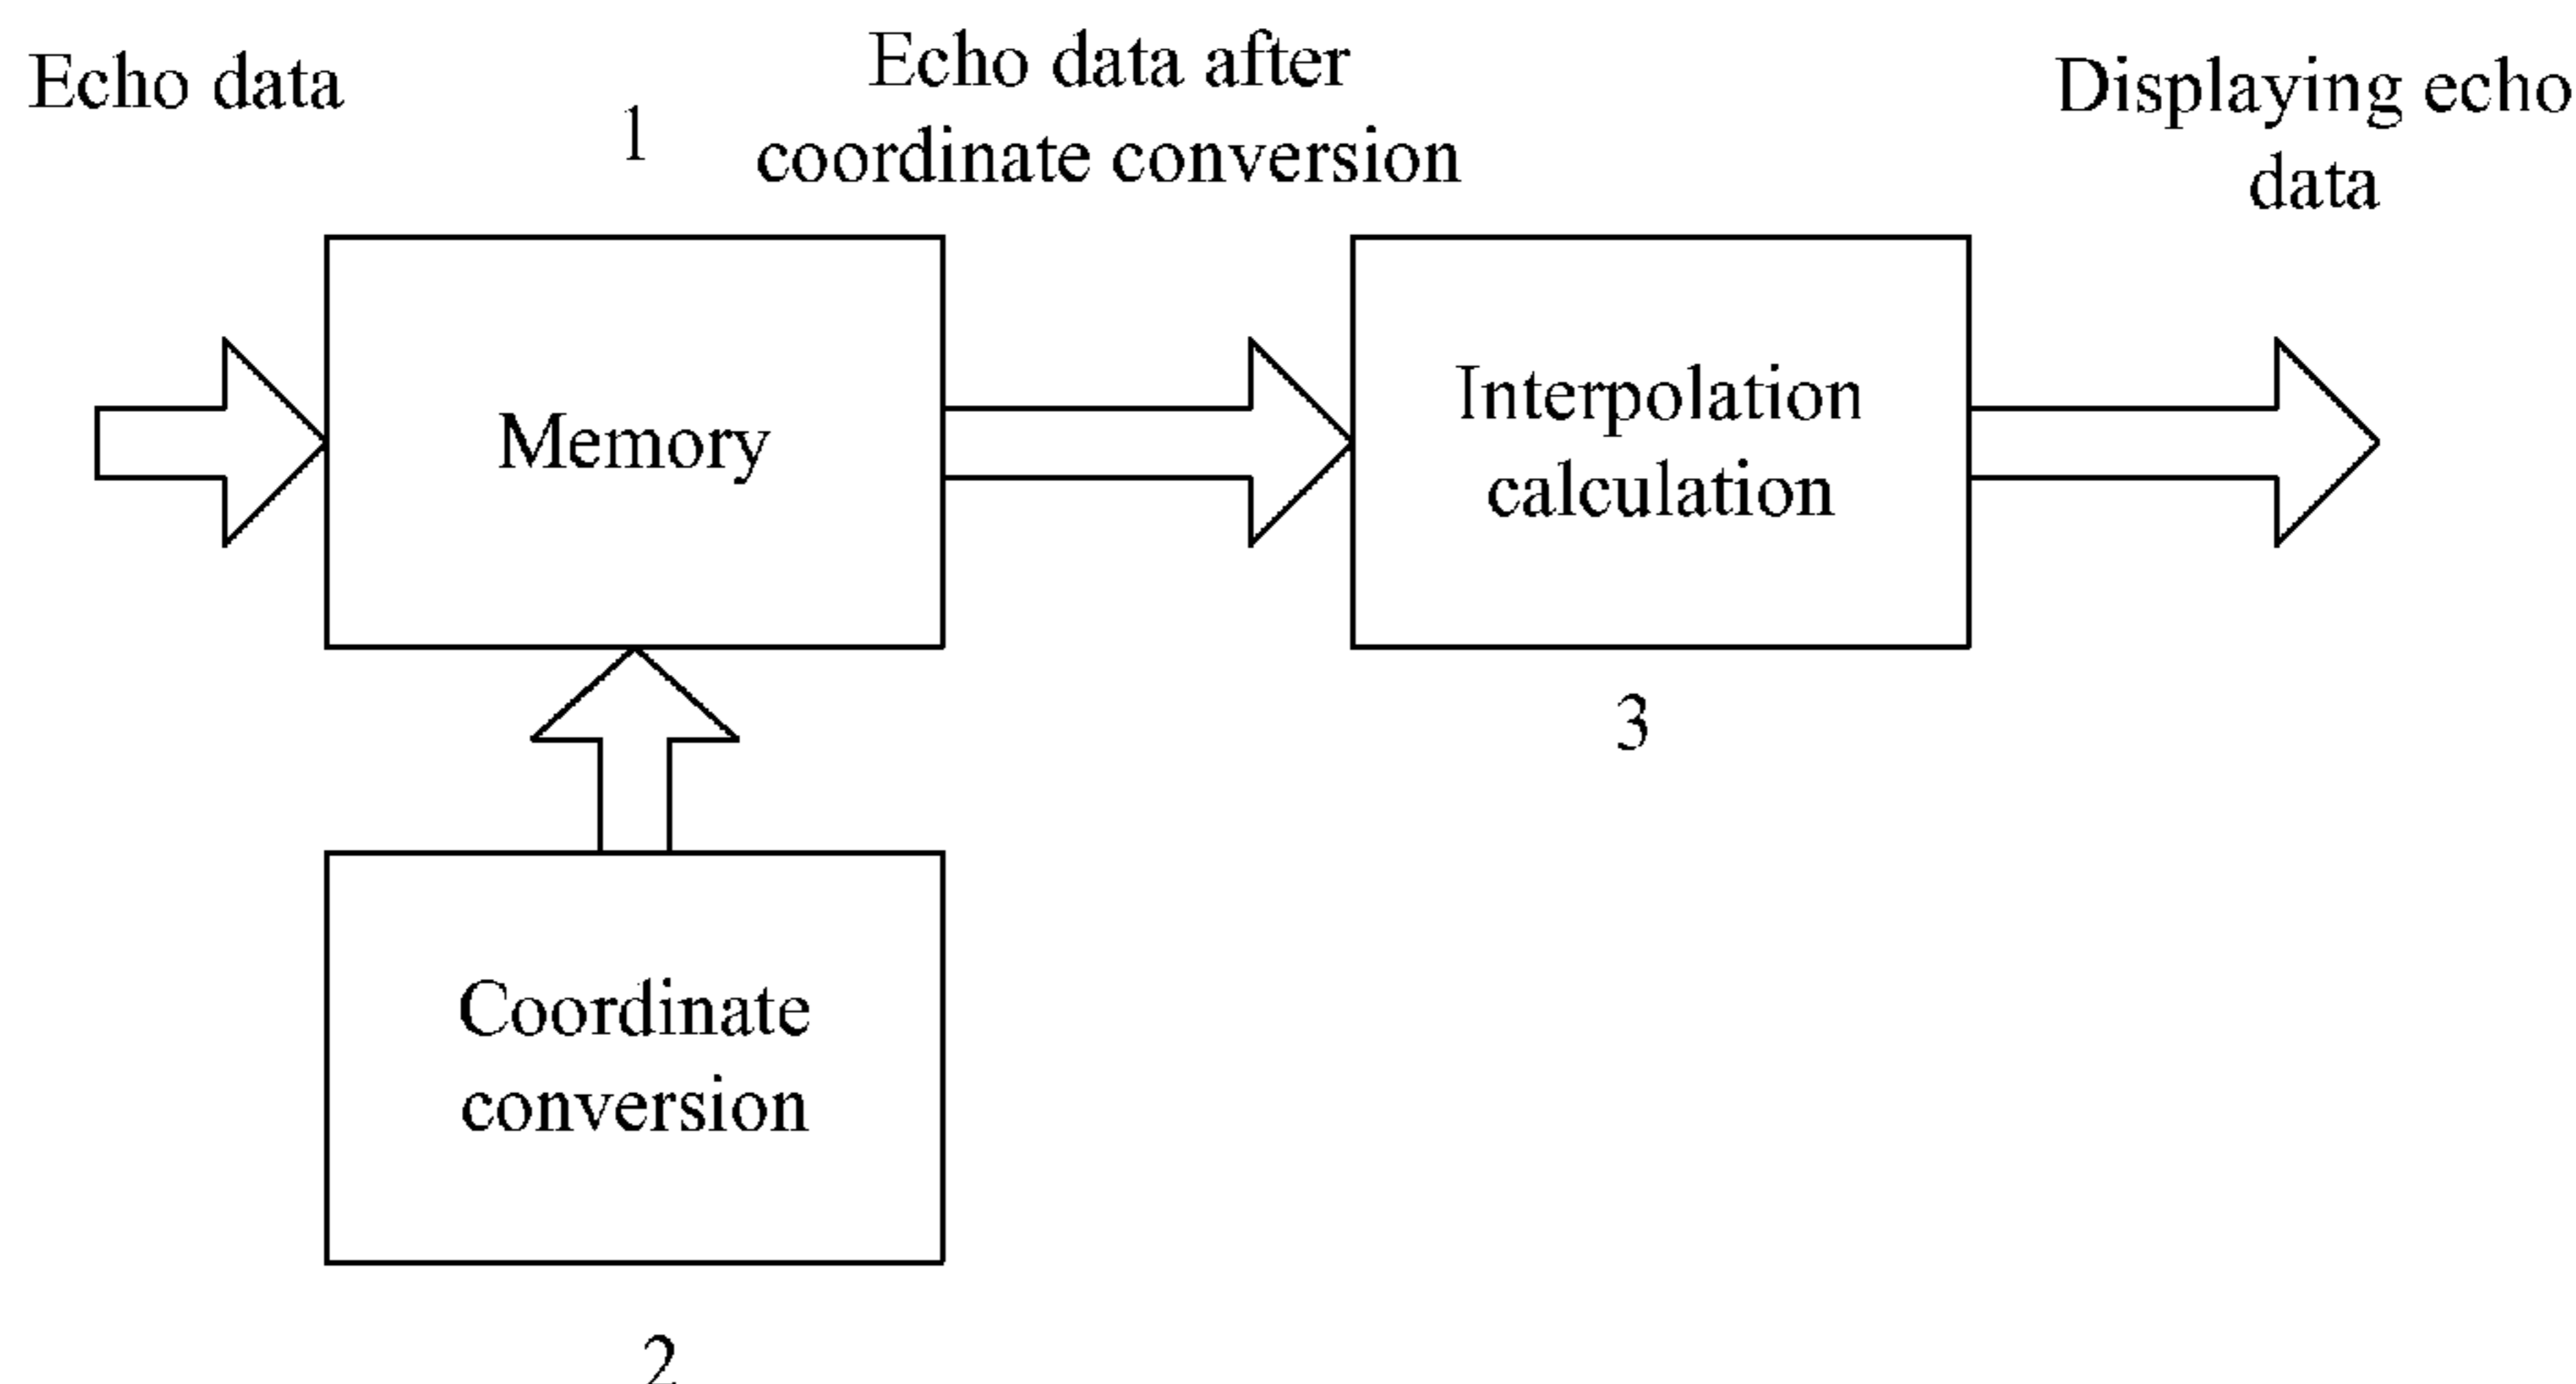 Echo data
1
Echo data after
coordinate conversion
Displaying echo
data
Memory
Interpolation
calculation
3
Coordinate
conversion
2